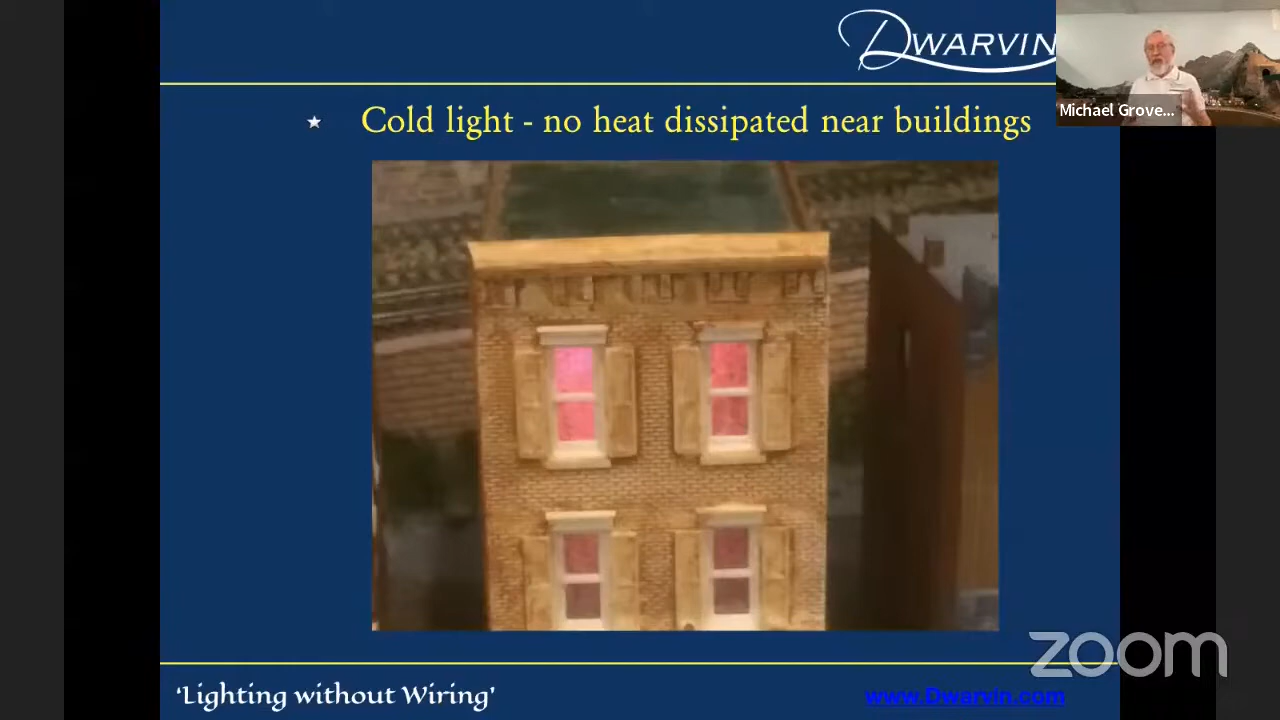 DWARVIN
Michael Grove...
Cold light - no heat dissipated near buildings
zoom
'Lighting without Wiring'
www.Dwarvin.com